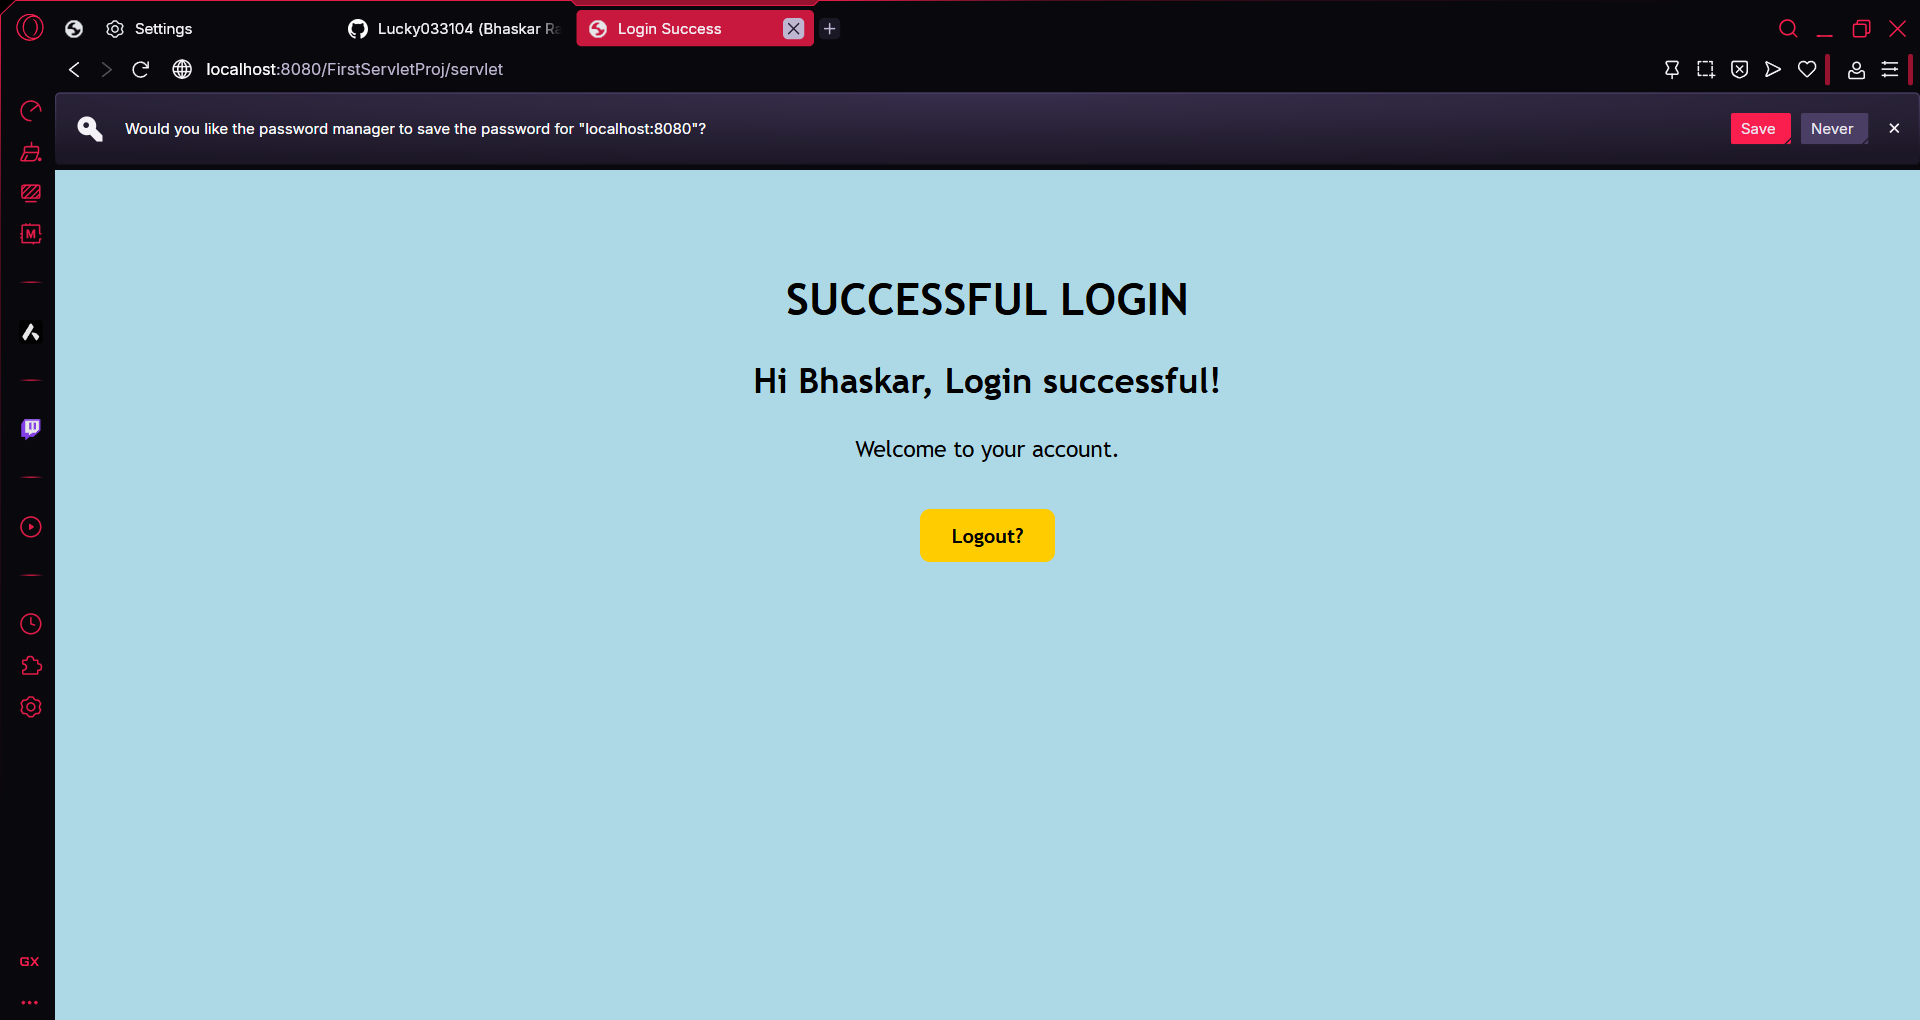 Settings
Lucky033104 (Bhaskar Ra
Login Success
localhost:8080/FirstServletProj/servlet
Would you like the password manager to save the password for "localhost:8080"?
Save
Never
M
SUCCESSFUL LOGIN
Hi Bhaskar, Login successful!
Welcome to your account.
Logout?
GX